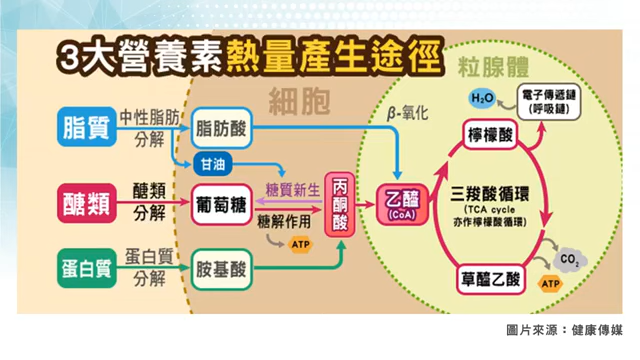 3大營養素熱量產生途徑
粒腺體
細胞
脂質
中性脂肪
分解
脂肪酸
β-氧化
H₂O
電子傳遞鏈
(呼吸鏈)
檸檬酸
甘油
醣類
醣類
分解
葡萄糖
糖質新生
糖解作用
ATP
丙酮酸
乙醯
(CoA)
三羧酸循環
(TCA cycle
亦作檸檬酸循環)
蛋白質
蛋白質
分解
胺基酸
草醯乙酸
CO₂
ATP
圖片來源：健康傳媒